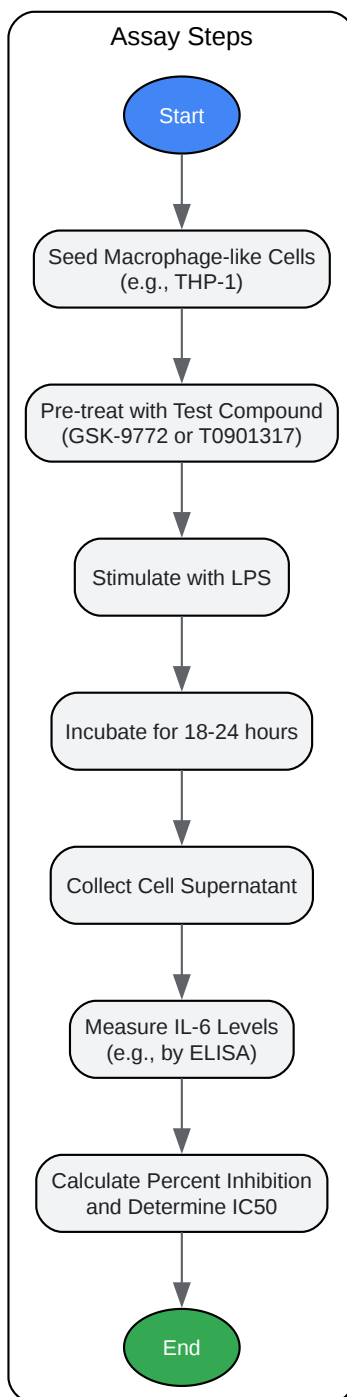 Assay Steps
Start
Seed Macrophage-like Cells
(e.g., THP-1)
Pre-treat with Test Compound
(GSK-9772 or T0901317)
Stimulate with LPS
Incubate for 18-24 hours
Collect Cell Supernatant
Measure IL-6 Levels
(e.g., by ELISA)
Calculate Percent Inhibition
and Determine IC50
End